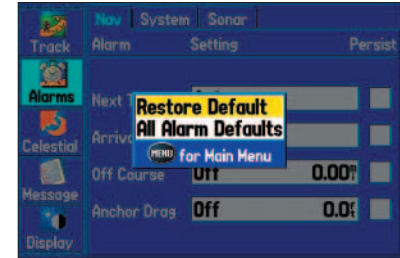 Nav System Sonar
Track Alarm Setting Persist
Alarms Next
Restore Default
All Alarm Defaults
MENU for Main Menu
Celestial
Off Course Off 0.00
Message
Anchor Drag Off
Display